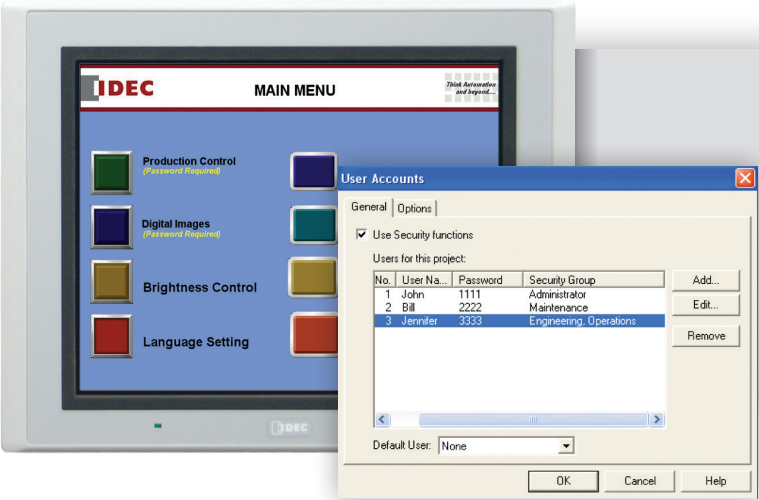 IDEC
MAIN MENU
Think Automation
and beyond....
Production Control
(Password Required)
Digital Images
(Password Required)
Brightness Control
Language Setting
IDEC
User Accounts
General Options
Use Security functions
Users for this project:
No. User Na... Password Security Group
1 John 1111 Administrator
2 Bill 2222 Maintenance
3 Jennifer 3333 Engineering, Operations
Add...
Edit...
Remove
Default User: None
OK Cancel Help